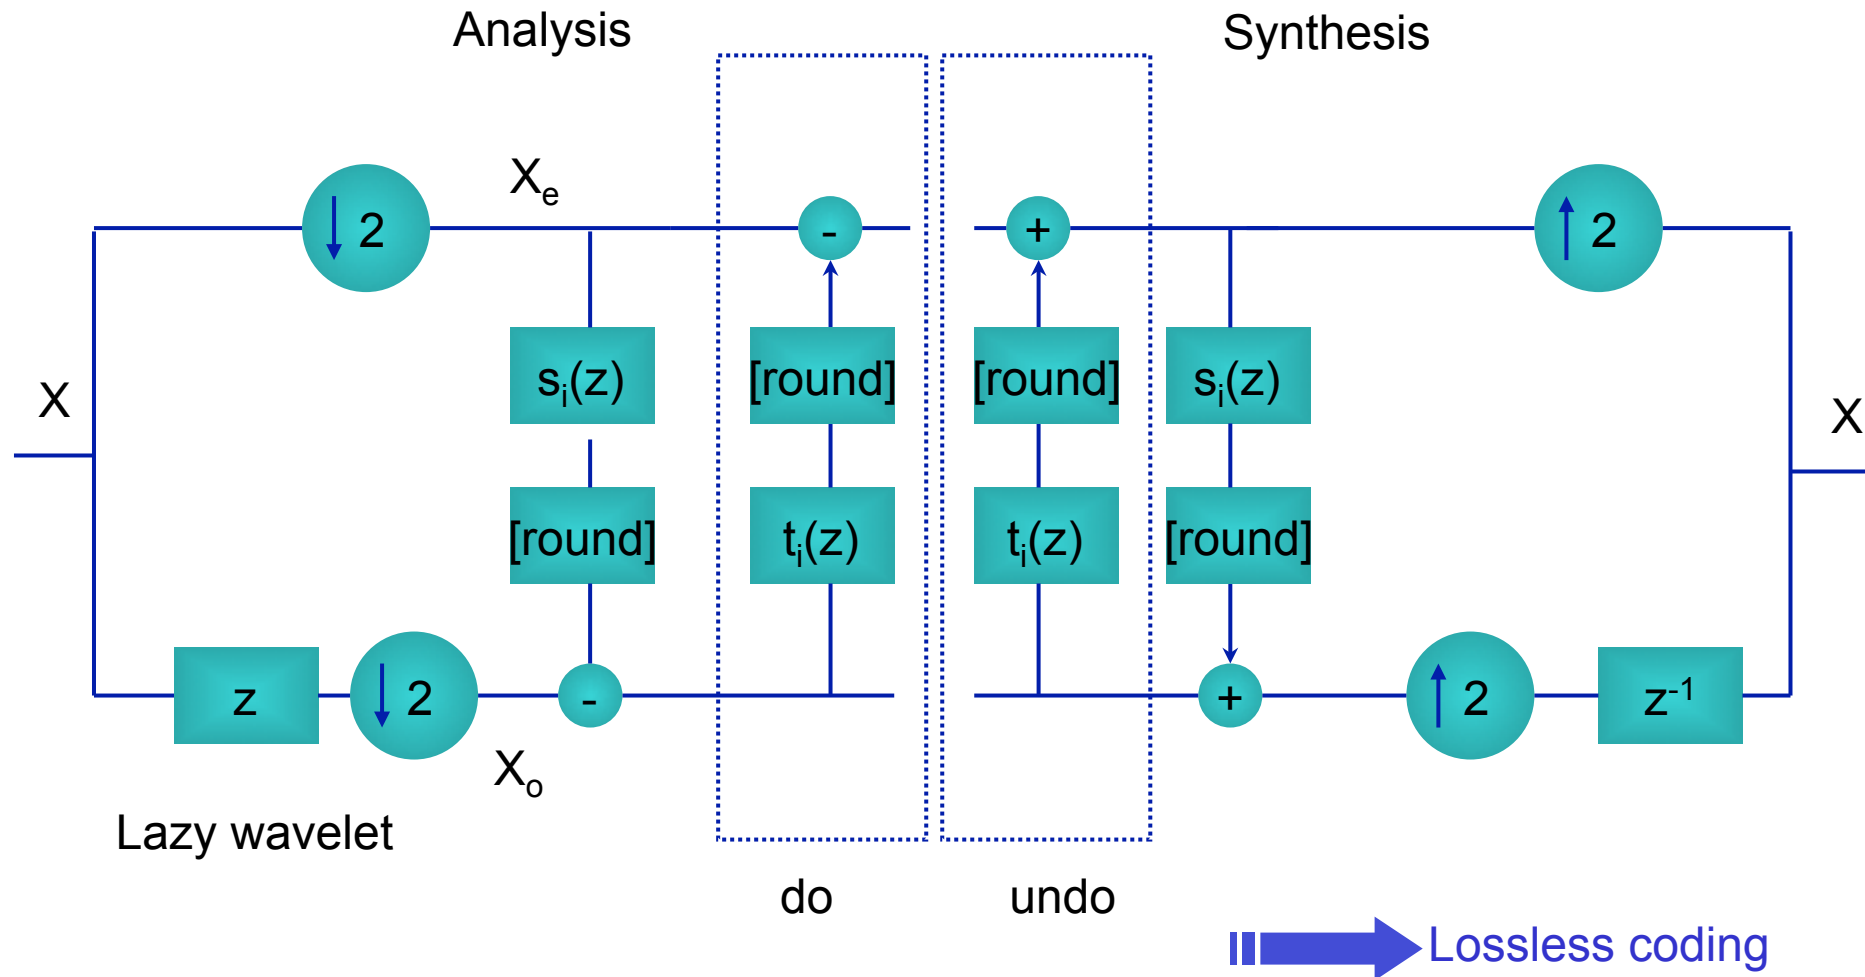 Analysis
Synthesis
Xₑ
↓ 2
-
+
↑ 2
sᵢ(z)
[round]
[round]
sᵢ(z)
X
X
[round]
tᵢ(z)
tᵢ(z)
[round]
z
↓ 2
-
+
↑ 2
z⁻¹
Xₒ
Lazy wavelet
do
undo
Lossless coding